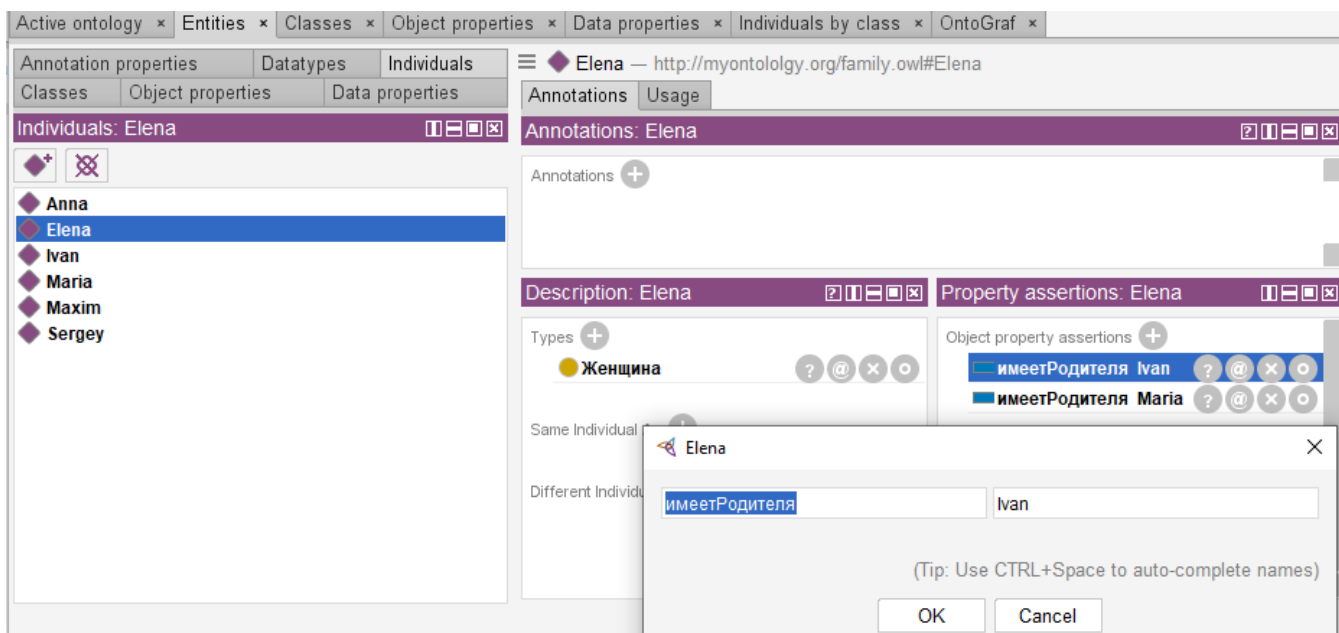 Active ontology × Entities × Classes × Object properties × Data properties × Individuals by class × OntoGraf ×
Annotation properties Datatypes Individuals
Classes Object properties Data properties
Individuals: Elena
Anna
Elena
Ivan
Maria
Maxim
Sergey
Elena — http://myontololgy.org/family.owl#Elena
Annotations Usage
Annotations: Elena
Annotations
Description: Elena
Types
Женщина
Same Individual
Different Individu
Property assertions: Elena
Object property assertions
имеетРодителя Ivan
имеетРодителя Maria
Elena
имеетРодителя Ivan
(Tip: Use CTRL+Space to auto-complete names)
OK Cancel